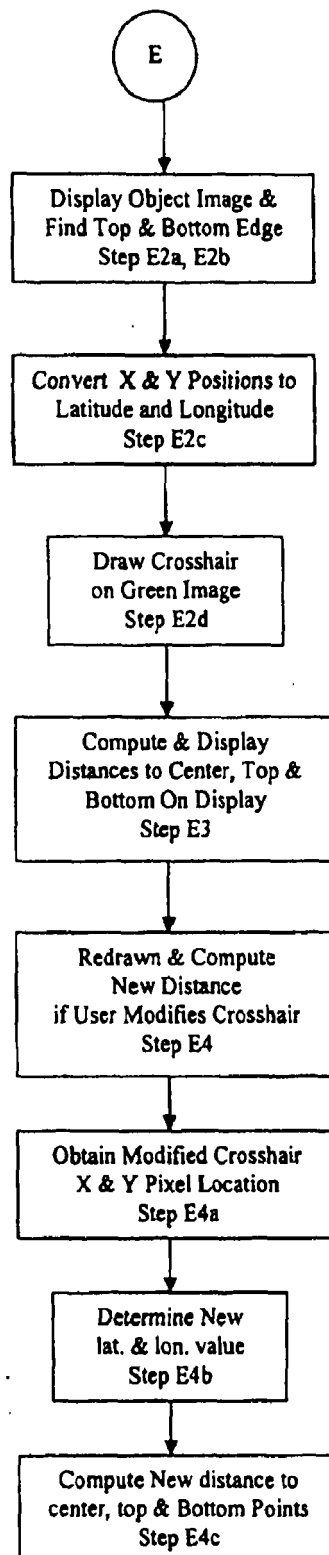 E
Display Object Image &
Find Top & Bottom Edge
Step E2a, E2b
Convert X & Y Positions to
Latitude and Longitude
Step E2c
Draw Crosshair
on Green Image
Step E2d
Compute & Display
Distances to Center, Top &
Bottom On Display
Step E3
Redrawn & Compute
New Distance
if User Modifies Crosshair
Step E4
Obtain Modified Crosshair
X & Y Pixel Location
Step E4a
Determine New
lat. & lon. value
Step E4b
Compute New distance to
center, top & Bottom Points
Step E4c